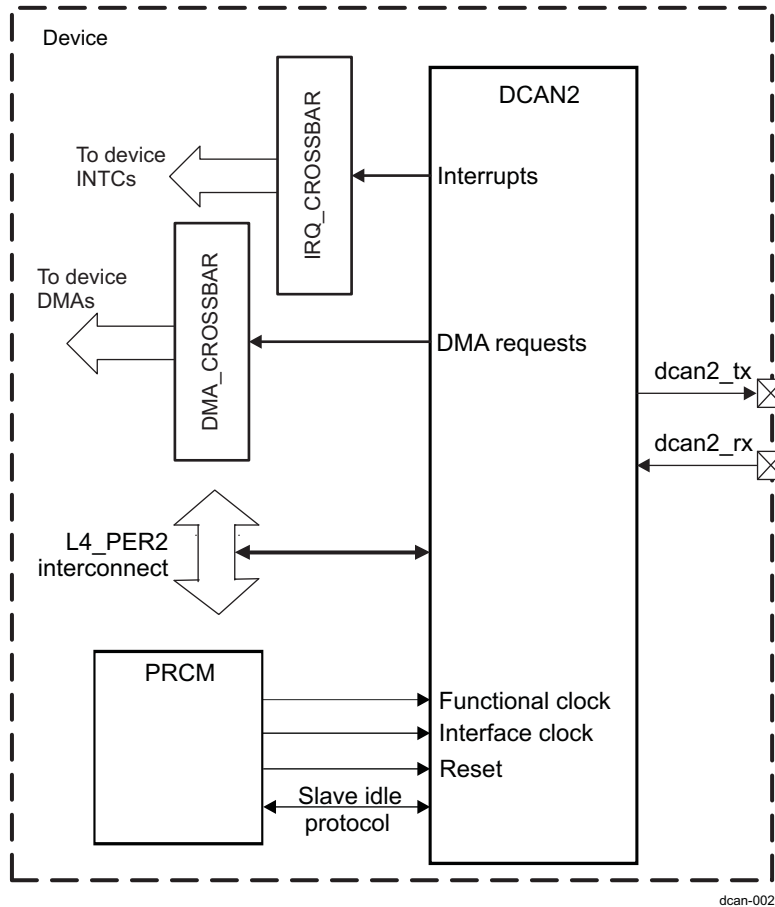 Device
DCAN2
IRQ_CROSSBAR
To device
INTCs
Interrupts
DMA_CROSSBAR
To device
DMAs
DMA requests
dcan2_tx
dcan2_rx
L4_PER2
interconnect
PRCM
Functional clock
Interface clock
Reset
Slave idle
protocol
dcan-002